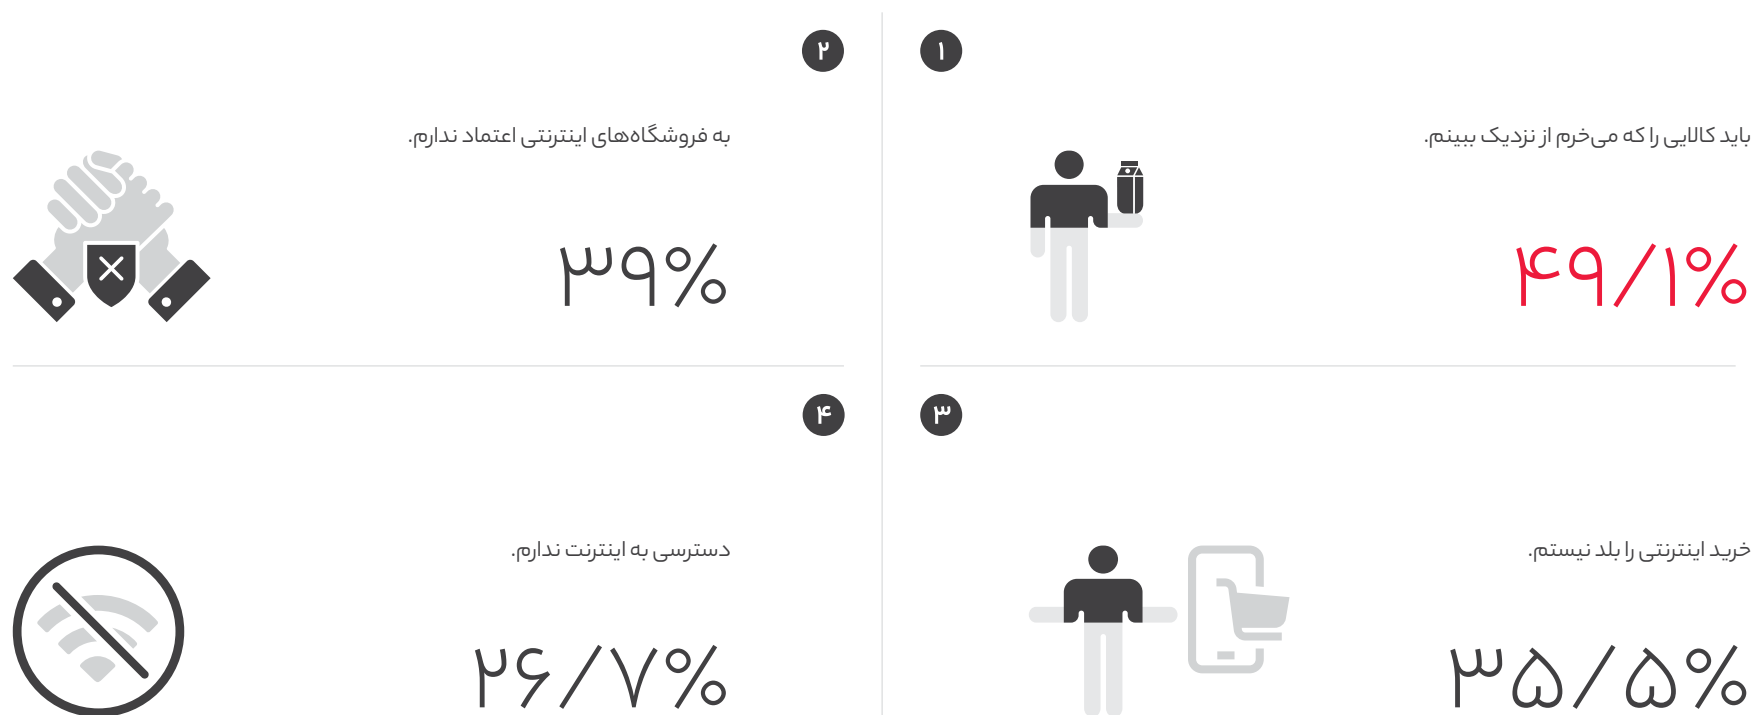 ۱
باید کالایی را که می‌خرم از نزدیک ببینم.
۴۹/۱%
۲
به فروشگاه‌های اینترنتی اعتماد ندارم.
۳۹%
۳
خرید اینترنتی را بلد نیستم.
۳۵/۵%
۴
دسترسی به اینترنت ندارم.
۲۶/۷%